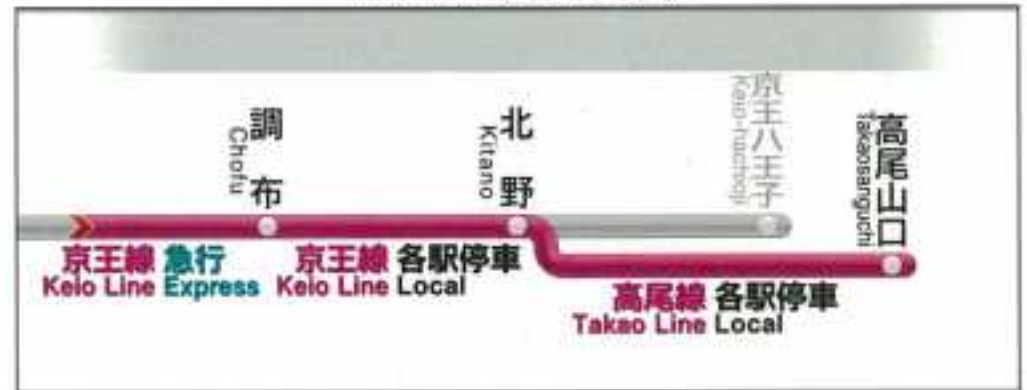 調布
Chofu
北野
Kitano
京王八王子
Keio-hachioji
高尾山口
Takaosanguchi
京王線 急行
Keio Line Express
京王線 各駅停車
Keio Line Local
高尾線 各駅停車
Takao Line Local